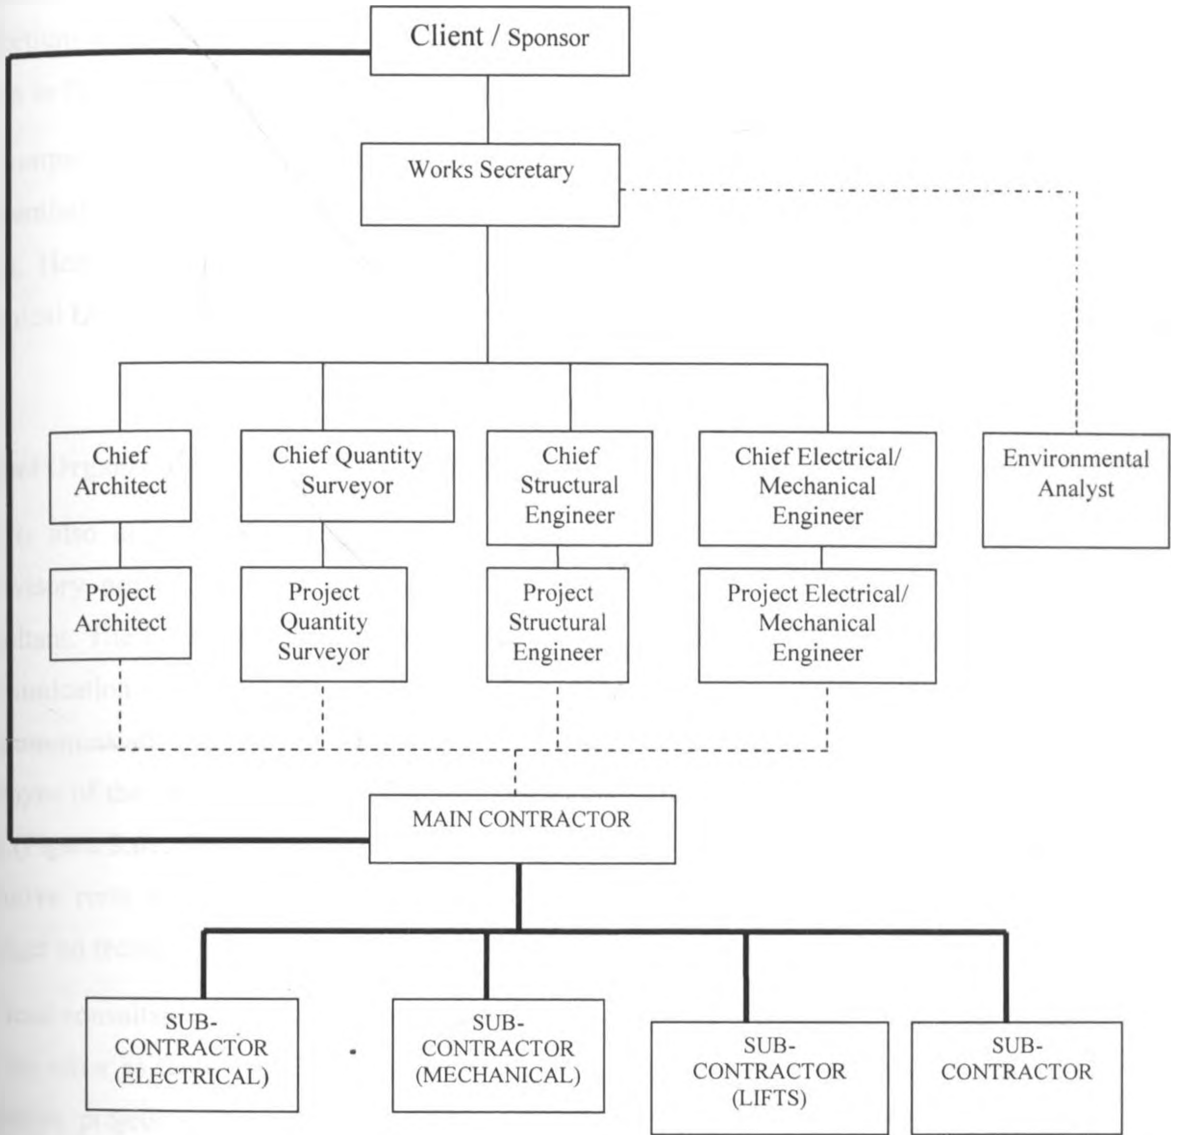 Client / Sponsor
Works Secretary
Chief
Architect
Chief Quantity
Surveyor
Chief
Structural
Engineer
Chief Electrical/
Mechanical
Engineer
Environmental
Analyst
Project
Architect
Project
Quantity
Surveyor
Project
Structural
Engineer
Project Electrical/
Mechanical
Engineer
MAIN CONTRACTOR
SUB-
CONTRACTOR
(ELECTRICAL)
SUB-
CONTRACTOR
(MECHANICAL)
SUB-
CONTRACTOR
(LIFTS)
SUB-
CONTRACTOR